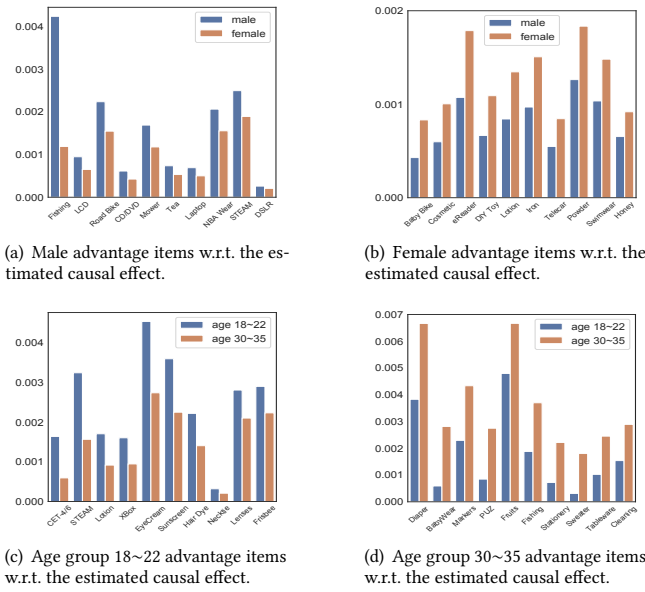 0.004
0.003
0.002
0.001
0.000
male
female
Fishing
LCD
Road Bike
CD/DVD
Mower
Tea
Laptop
NBA Wear
STEAM
DSLR
(a) Male advantage items w.r.t. the es-
timated causal effect.
0.002
0.001
0.000
male
female
Baby Bike
Cosmetic
eReader
DIY Toy
Lotion
Iron
Telecar
Powder
Swimwear
Honey
(b) Female advantage items w.r.t. the
estimated causal effect.
0.004
0.003
0.002
0.001
0.000
age 18~22
age 30~35
CET-4/6
STEAM
Lotion
XBox
EyeCream
Sunscreen
Hair Dye
Neckse
Lenses
Frisbee
(c) Age group 18~22 advantage items
w.r.t. the estimated causal effect.
0.007
0.006
0.005
0.004
0.003
0.002
0.001
0.000
age 18~22
age 30~35
Diaper
BabyWear
Markers
PUZ
Fruits
Fishing
Stationery
Sweater
Tableware
Cleaning
(d) Age group 30~35 advantage items
w.r.t. the estimated causal effect.